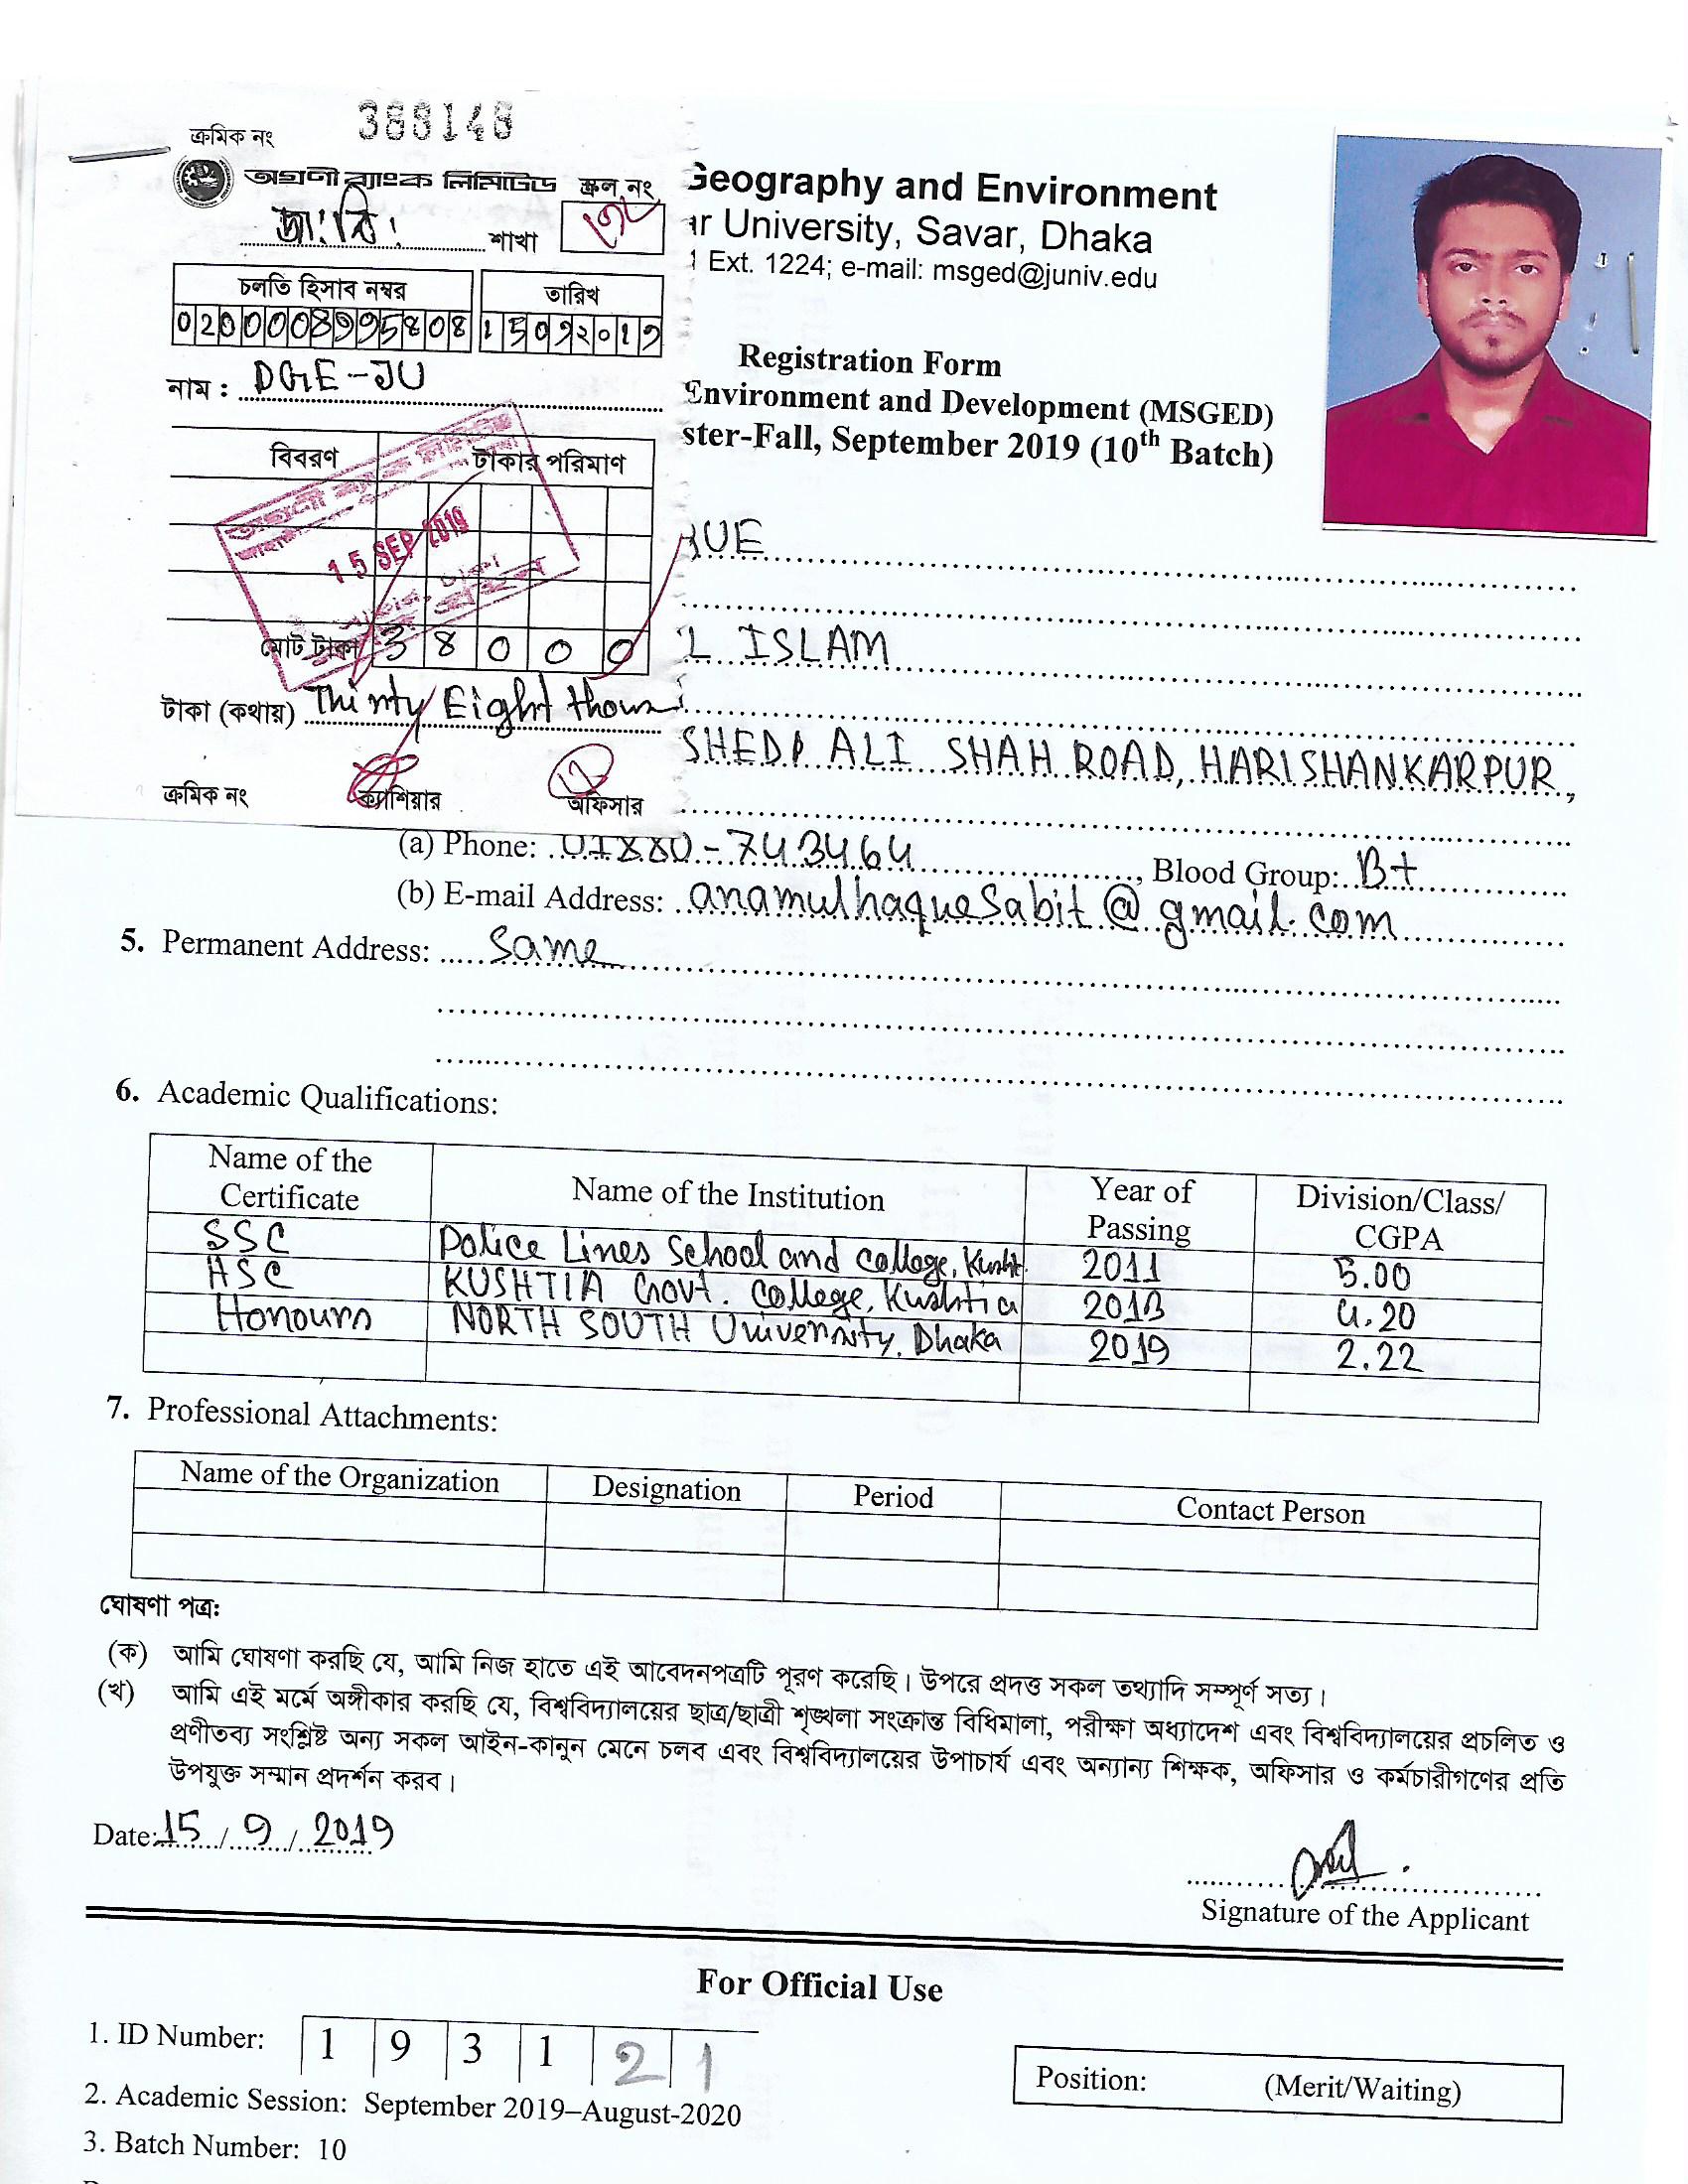 ক্রমিক নং 388148
অগ্রণী ব্যাংক লিমিটেড স্ক্রল নং
জাঃবিঃ শাখা
চলতি হিসাব নম্বর তারিখ
15092019
নাম : DGE-JU
বিবরণ টাকার পরিমাণ
15 SEP 2019
মোট টাকা 38000
টাকা (কথায়) Thirty Eight thous
ক্রমিক নং ক্যাশিয়ার অফিসার
Geography and Environment
ar University, Savar, Dhaka
1 Ext. 1224; e-mail: msged@juniv.edu
Registration Form
Environment and Development (MSGED)
ster-Fall, September 2019 (10th Batch)
QUE
L ISLAM
ALI SHAH ROAD, HARISHANKARPUR,
(a) Phone: 01880-743464, Blood Group: B+
(b) E-mail Address: anamulhaquesabit@gmail.com
5. Permanent Address: Same
6. Academic Qualifications:
Name of the Certificate Name of the Institution Year of Passing Division/Class/CGPA
SSC Police Lines School and College, Kusht 2011 5.00
HSC KUSHTIA Govt. College, Kushtia 2013 4.20
Honours NORTH SOUTH University, Dhaka 2019 2.22
7. Professional Attachments:
Name of the Organization Designation Period Contact Person
ঘোষণা পত্র:
(ক) আমি ঘোষণা করছি যে, আমি নিজ হাতে এই আবেদনপত্রটি পূরণ করেছি। উপরে প্রদত্ত সকল তথ্যাদি সম্পূর্ণ সত্য।
(খ) আমি এই মর্মে অঙ্গীকার করছি যে, বিশ্ববিদ্যালয়ের ছাত্র/ছাত্রী শৃঙ্খলা সংক্রান্ত বিধিমালা, পরীক্ষা অধ্যাদেশ এবং বিশ্ববিদ্যালয়ের প্রচলিত ও
প্রণীতব্য সংশ্লিষ্ট অন্য সকল আইন-কানুন মেনে চলব এবং বিশ্ববিদ্যালয়ের উপাচার্য এবং অন্যান্য শিক্ষক, অফিসার ও কর্মচারীগণের প্রতি
উপযুক্ত সম্মান প্রদর্শন করব।
Date: 15/9/2019
Signature of the Applicant
For Official Use
1. ID Number: 1 9 3 1 2 1
Position: (Merit/Waiting)
2. Academic Session: September 2019–August-2020
3. Batch Number: 10